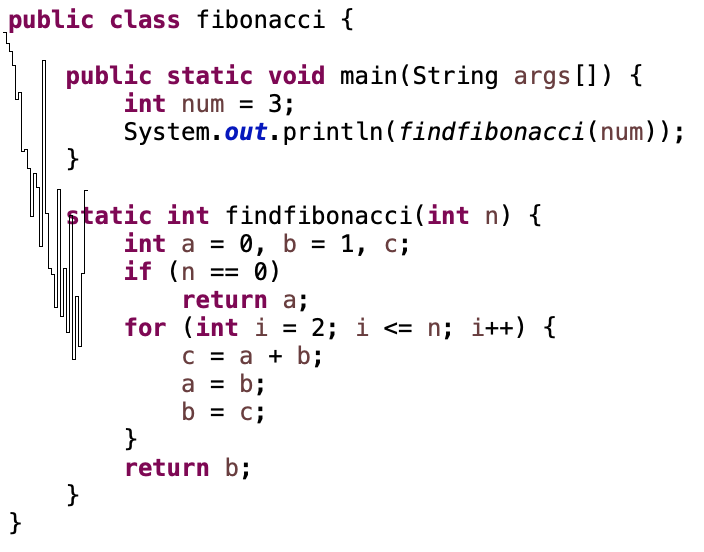 public class fibonacci {
    public static void main(String args[]) {
        int num = 3;
        System.out.println(findfibonacci(num));
    }
    static int findfibonacci(int n) {
        int a = 0, b = 1, c;
        if (n == 0)
            return a;
        for (int i = 2; i <= n; i++) {
            c = a + b;
            a = b;
            b = c;
        }
        return b;
    }
}